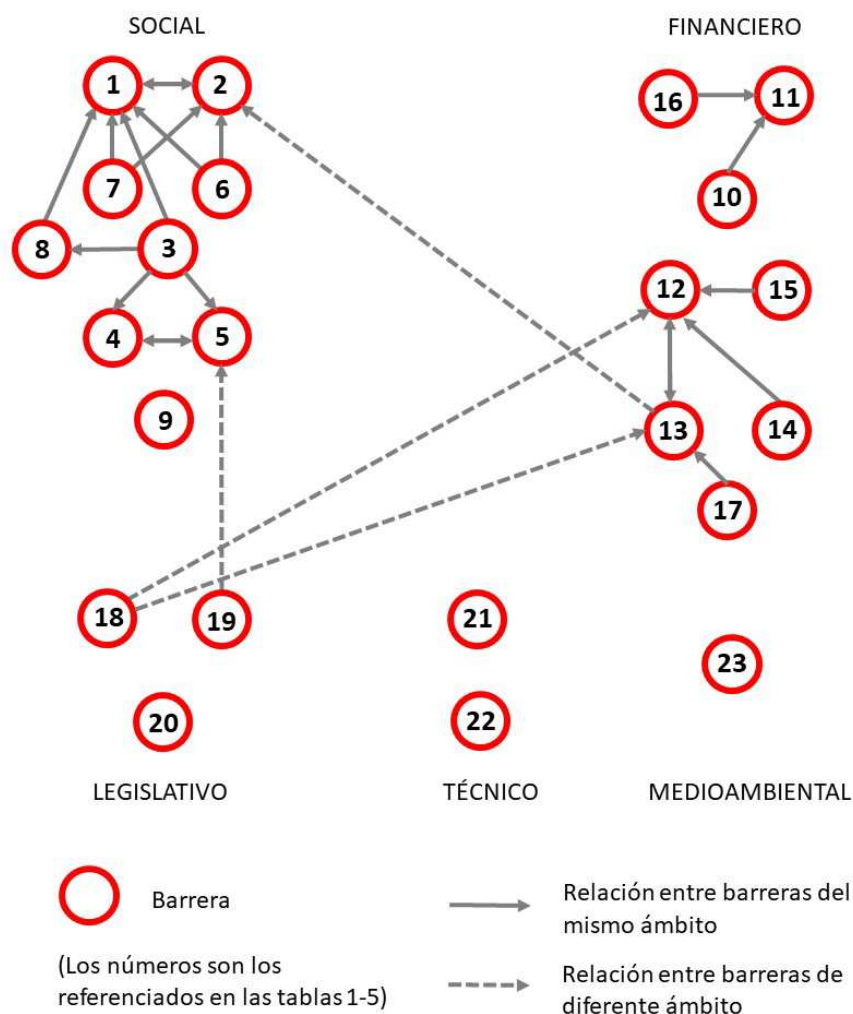 SOCIAL
FINANCIERO
1
2
16
11
7
6
10
8
3
12
15
4
5
9
13
14
17
18
19
21
23
20
22
LEGISLATIVO
TÉCNICO
MEDIOAMBIENTAL
Barrera
(Los números son los
referenciados en las tablas 1-5)
Relación entre barreras del
mismo ámbito
Relación entre barreras de
diferente ámbito